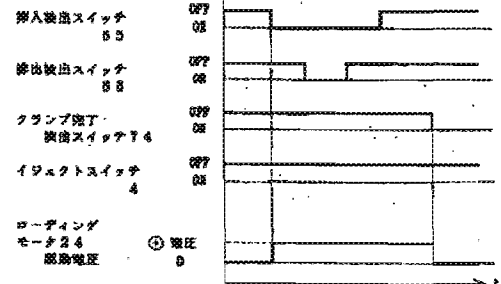 挿入検出スイッチ OFF
55 ON
排出検出スイッチ OFF
58 ON
クランプ完了 OFF
検出スイッチ74 ON
イジェクトスイッチ OFF
4 ON
ローディング
モータ24 ⊕ 電圧
駆動電圧 0
t